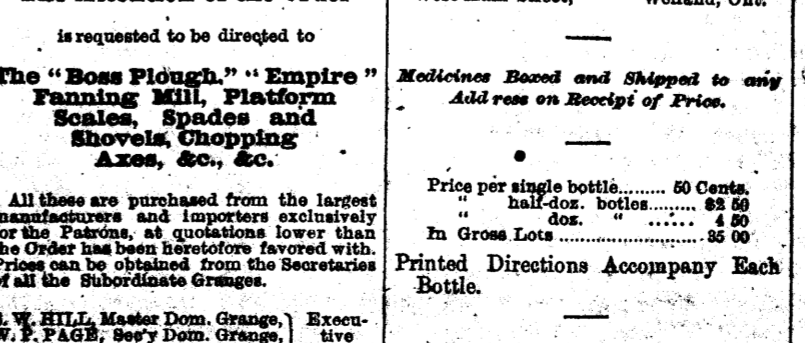 is requested to be directed to
The "Boss Plough," "Empire"
Fanning Mill, Platform
Scales, Spades and
Shovels, Chopping
Axes, &c., &c.
All these are purchased from the largest
manufacturers and importers exclusively
for the Patrons, at quotations lower than
the Order has been heretofore favored with.
Prices can be obtained from the Secretaries
of all the Subordinate Granges.
W. HILL, Master Dom. Grange, } Execu-
W. P. PAGE, Sec'y Dom. Grange, tive
Welland, Ont.
Medicines Boxed and Shipped to any
Address on Receipt of Price.
Price per single bottle......... 50 Cents.
" half-doz. botles........ $2 50
" doz. " ...... 4 50
In Gross Lots ........................ 35 00
Printed Directions Accompany Each
Bottle.